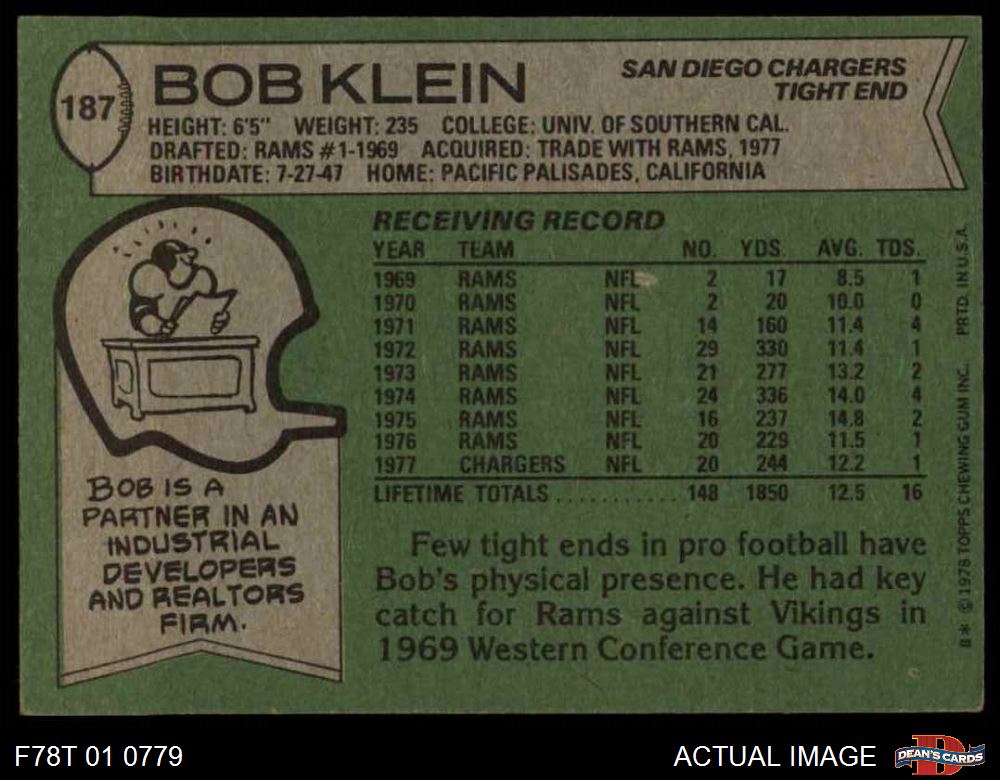 187
BOB KLEIN
SAN DIEGO CHARGERS
TIGHT END
HEIGHT: 6'5" WEIGHT: 235 COLLEGE: UNIV. OF SOUTHERN CAL.
DRAFTED: RAMS #1-1969 ACQUIRED: TRADE WITH RAMS, 1977
BIRTHDATE: 7-27-47 HOME: PACIFIC PALISADES, CALIFORNIA
RECEIVING RECORD
YEAR TEAM NO. YDS. AVG. TDS.
1969 RAMS NFL 2 17 8.5 1
1970 RAMS NFL 2 20 10.0 0
1971 RAMS NFL 14 160 11.4 4
1972 RAMS NFL 29 330 11.4 1
1973 RAMS NFL 21 277 13.2 2
1974 RAMS NFL 24 336 14.0 4
1975 RAMS NFL 16 237 14.8 2
1976 RAMS NFL 20 229 11.5 1
1977 CHARGERS NFL 20 244 12.2 1
LIFETIME TOTALS........... 148 1850 12.5 16
BOB IS A
PARTNER IN AN
INDUSTRIAL
DEVELOPERS
AND REALTORS
FIRM.
Few tight ends in pro football have
Bob's physical presence. He had key
catch for Rams against Vikings in
1969 Western Conference Game.
B* © 1978 TOPPS CHEWING GUM INC. PRTD. IN U.S.A.
F78T 01 0779
ACTUAL IMAGE
D
DEAN'S CARDS